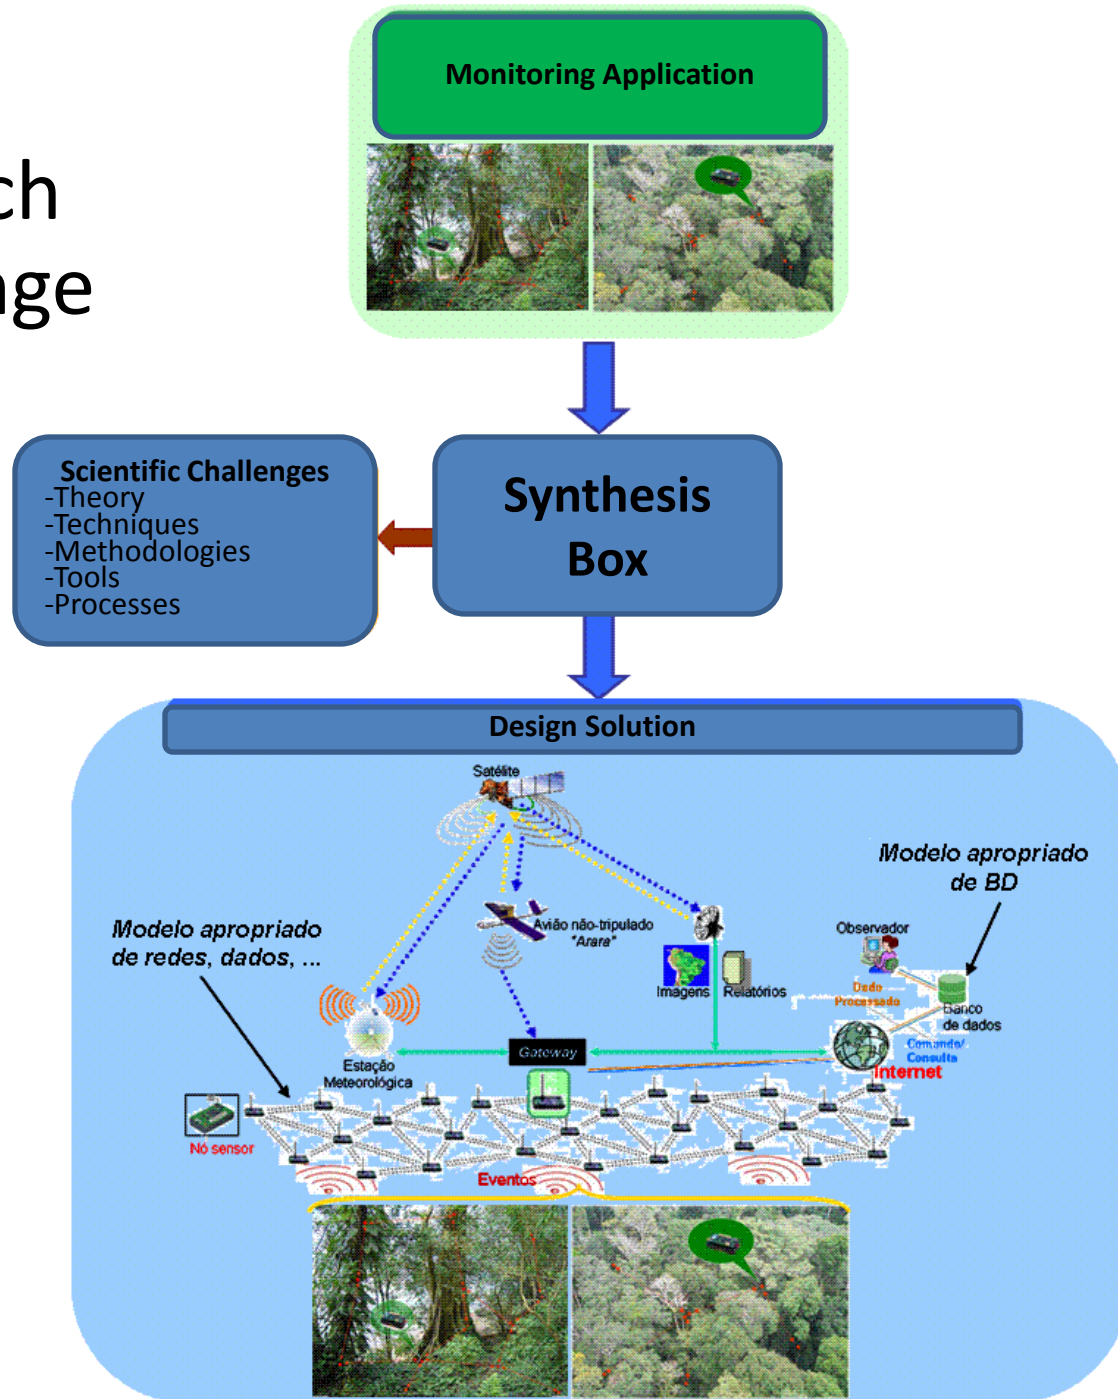 Monitoring Application
ch
nge
Scientific Challenges
-Theory
-Techniques
-Methodologies
-Tools
-Processes
Synthesis
Box
Design Solution
Satélite
Modelo apropriado
de BD
Modelo apropriado
de redes, dados, ...
Avião não-tripulado
"Arara"
Observador
Imagens
Relatórios
Dado
Processado
Banco
de dados
Gateway
Comando/
Consulta
Internet
Estação
Meteorológica
Nó sensor
Eventos